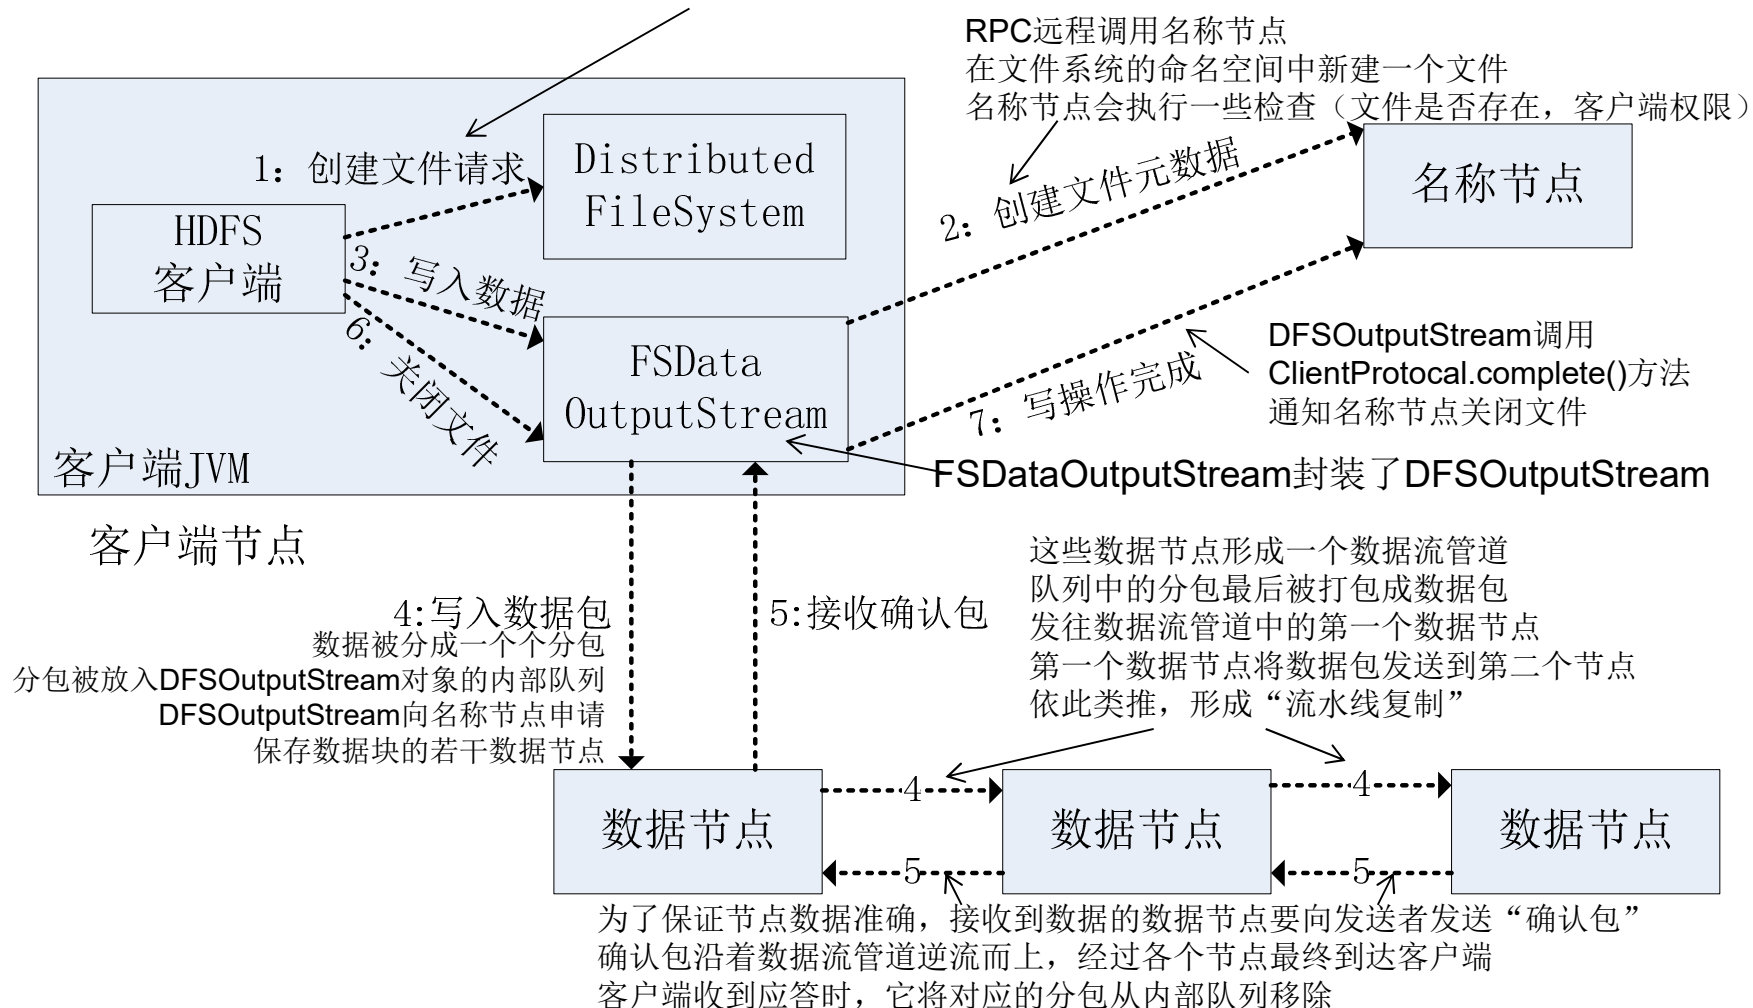 RPC远程调用名称节点
在文件系统的命名空间中新建一个文件
名称节点会执行一些检查（文件是否存在，客户端权限）
1: 创建文件请求
Distributed
FileSystem
2: 创建文件元数据
名称节点
HDFS
客户端
3: 写入数据
6: 关闭文件
FSData
OutputStream
7: 写操作完成
DFSOutputStream调用
ClientProtocal.complete()方法
通知名称节点关闭文件
客户端JVM
FSDataOutputStream封装了DFSOutputStream
客户端节点
4:写入数据包
数据被分成一个个分包
分包被放入DFSOutputStream对象的内部队列
DFSOutputStream向名称节点申请
保存数据块的若干数据节点
5:接收确认包
这些数据节点形成一个数据流管道
队列中的分包最后被打包成数据包
发往数据流管道中的第一个数据节点
第一个数据节点将数据包发送到第二个节点
依此类推，形成“流水线复制”
数据节点
4
数据节点
4
数据节点
5
5
为了保证节点数据准确，接收到数据的数据节点要向发送者发送“确认包”
确认包沿着数据流管道逆流而上，经过各个节点最终到达客户端
客户端收到应答时，它将对应的分包从内部队列移除